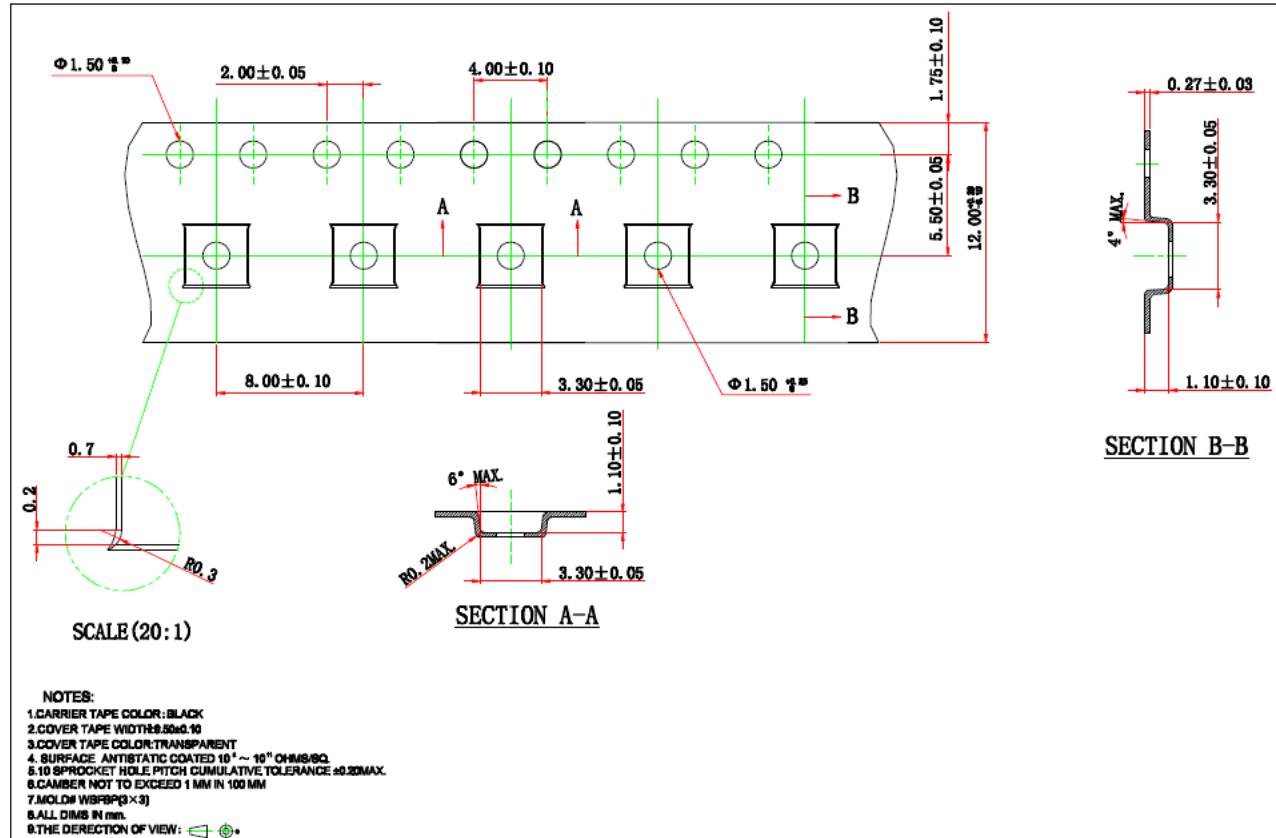 Φ1.50
2.00±0.05
4.00±0.10
1.75±0.10
5.50±0.05
12.00
A
A
B
B
8.00±0.10
3.30±0.05
Φ1.50
0.27±0.03
3.30±0.05
4° MAX.
1.10±0.10
SECTION B-B
0.7
0.2
R0.3
SCALE(20:1)
6° MAX.
1.10±0.10
R0.2MAX.
3.30±0.05
SECTION A-A
NOTES:
1.CARRIER TAPE COLOR:BLACK
2.COVER TAPE WIDTH:9.50±0.10
3.COVER TAPE COLOR:TRANSPARENT
4. SURFACE ANTISTATIC COATED ~ 10¹¹ OHMS/SQ.
5.10 SPROCKET HOLE PITCH CUMULATIVE TOLERANCE ±0.20MAX.
6.CAMBER NOT TO EXCEED 1 MM IN 100 MM
7.MOLD# WBFBP(3×3)
8.ALL DIMS IN mm.
9.THE DERECTION OF VIEW: